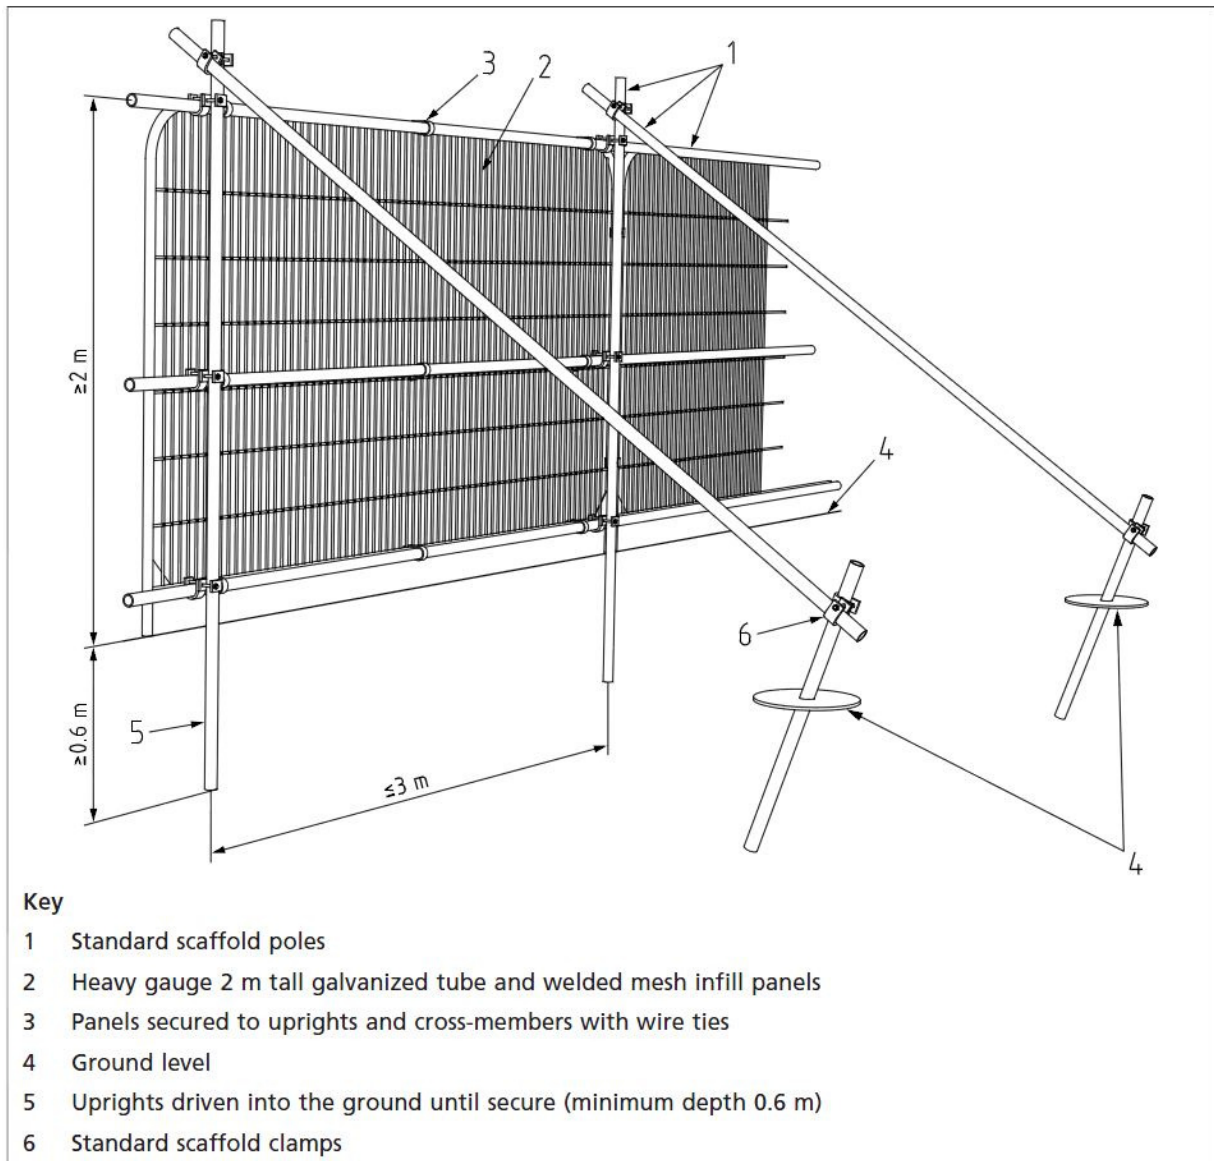 3
2
1
≥2 m
4
6
5
≥0.6 m
≤3 m
4
Key
1 Standard scaffold poles
2 Heavy gauge 2 m tall galvanized tube and welded mesh infill panels
3 Panels secured to uprights and cross-members with wire ties
4 Ground level
5 Uprights driven into the ground until secure (minimum depth 0.6 m)
6 Standard scaffold clamps